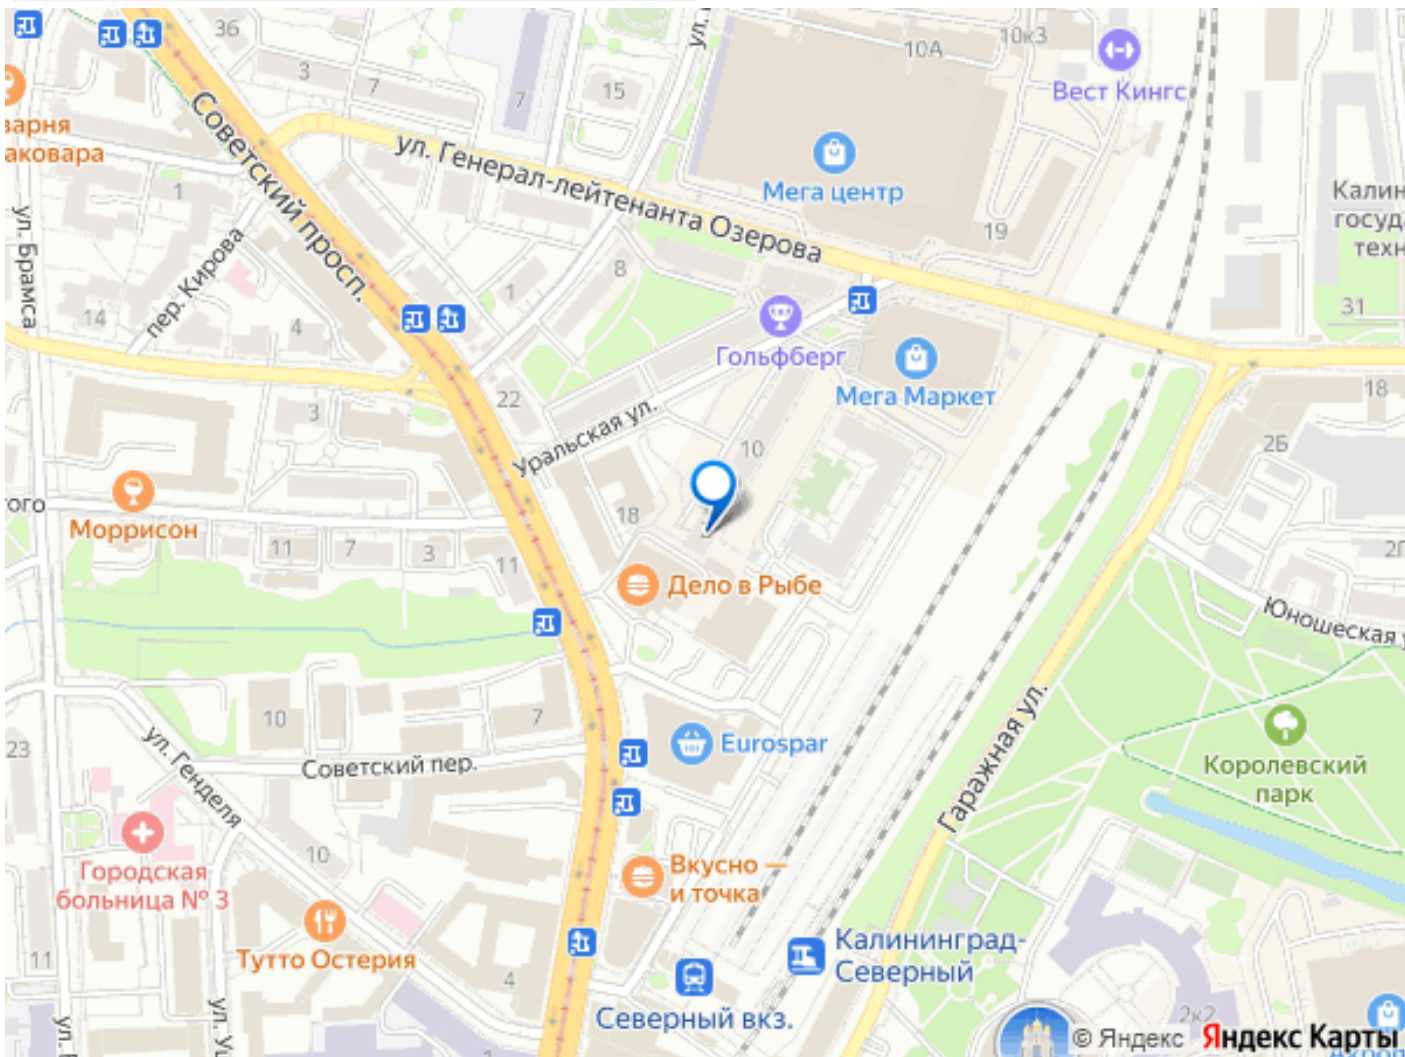 36
3
7
7
15
10А
10к3
Вест Кингс
Советский просп.
ул. Генерал-лейтенанта Озерова
Мега центр
19
1
пер. Кирова
ул. Брамса
14
4
1
8
31
Гольфберг
Мега Маркет
22
3
Уральская ул.
10
18
2Б
18
Моррисон
11
7
3
11
Дело в Рыбе
Юношеская
10
7
Eurospar
23
ул. Генделя
Советский пер.
Гаражная ул.
Королевский
парк
Городская
больница № 3
10
Вкусно —
и точка
Тутто Остерия
11
4
Калининград-
Северный
Северный вкз.
2к2
© Яндекс Яндекс Карты